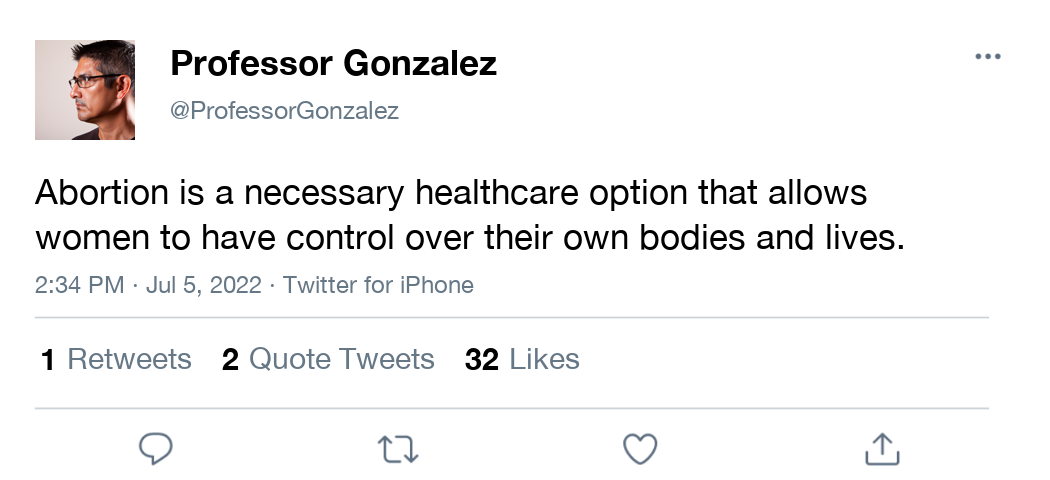 Professor Gonzalez
@ProfessorGonzalez
Abortion is a necessary healthcare option that allows
women to have control over their own bodies and lives.
2:34 PM · Jul 5, 2022 · Twitter for iPhone
1 Retweets 2 Quote Tweets 32 Likes